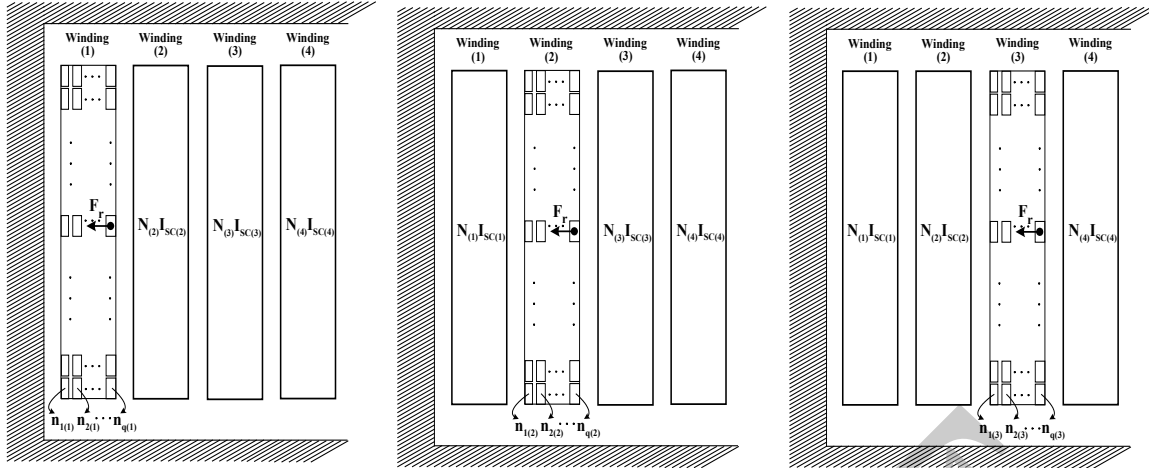 Winding (1) Winding (2) Winding (3) Winding (4)
F_r
N_(2)I_SC(2) N_(3)I_SC(3) N_(4)I_SC(4)
n_1(1) n_2(1) ··· n_q(1)
Winding (1) Winding (2) Winding (3) Winding (4)
F_r
N_(1)I_SC(1) N_(3)I_SC(3) N_(4)I_SC(4)
n_1(2) n_2(2) ··· n_q(2)
Winding (1) Winding (2) Winding (3) Winding (4)
F_r
N_(1)I_SC(1) N_(2)I_SC(2) N_(4)I_SC(4)
n_1(3) n_2(3) ··· n_q(3)